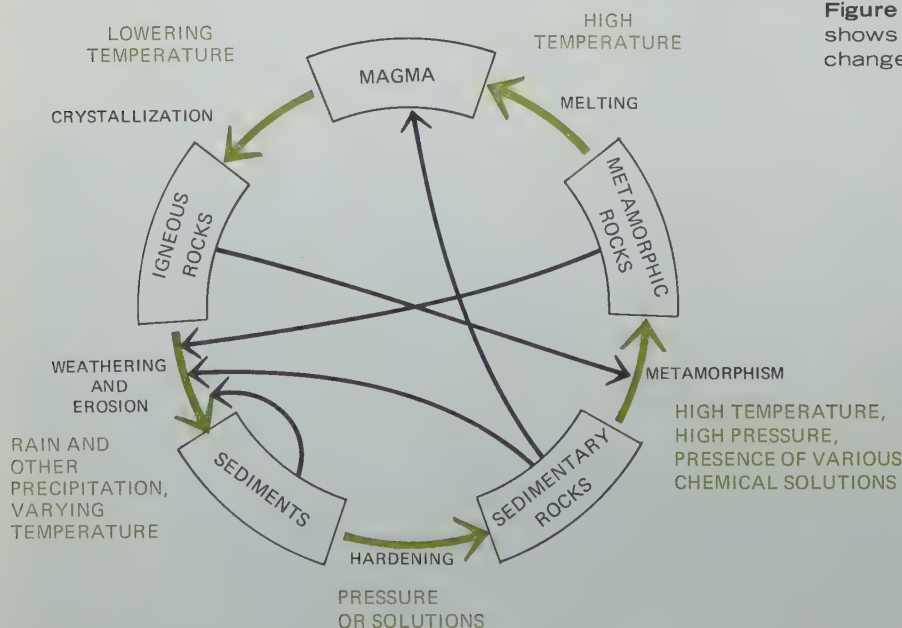 Figure
shows
change
LOWERING
TEMPERATURE
HIGH
TEMPERATURE
MAGMA
CRYSTALLIZATION
MELTING
IGNEOUS
ROCKS
METAMORPHIC
ROCKS
WEATHERING
AND
EROSION
METAMORPHISM
RAIN AND
OTHER
PRECIPITATION,
VARYING
TEMPERATURE
HIGH TEMPERATURE,
HIGH PRESSURE,
PRESENCE OF VARIOUS
CHEMICAL SOLUTIONS
SEDIMENTS
SEDIMENTARY
ROCKS
HARDENING
PRESSURE
OR SOLUTIONS